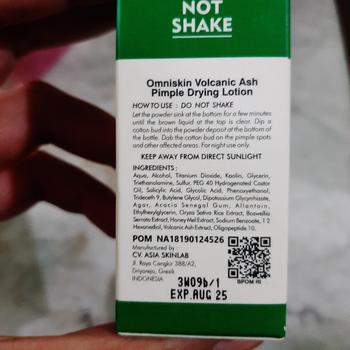 NOT
SHAKE
Omniskin Volcanic Ash
Pimple Drying Lotion
HOW TO USE : DO NOT SHAKE
Let the powder sink at the bottom for a few minutes
until the brown liquid at the top is clear. Dip a
cotton bud into the powder deposit at the bottom of
the bottle. Dab the cotton bud on the pimple spots
and other affected areas. For night use only.
KEEP AWAY FROM DIRECT SUNLIGHT
INGREDIENTS :
Aqua, Alcohol, Titanium Dioxide, Kaolin, Glycerin,
Triethanolamine, Sulfur, PEG 40 Hydrogenated Castor
Oil, Salicylic Acid, Glycolic Acid, Phenoxyethanol,
Trideceth 9, Butylene Glycol, Dipotassium Glycyrrhizate,
Agar, Acacia Senegal Gum, Allantoin,
Ethylhexylglycerin, Oryza Sativa Rice Extract, Boswellia
Serrata Extract, Honey Mel Extract, Sodium Benzoate, 1 2
Hexanediol, Volcanic Ash Extract, Oligopeptide 10.
POM NA18190124526
Manufactured by :
CV. ASIA SKINLAB
Jl. Raya Cangkir 388/A2,
Driyorejo, Gresik
INDONESIA
BPOM RI
3W09b/1
EXP.AUG 25